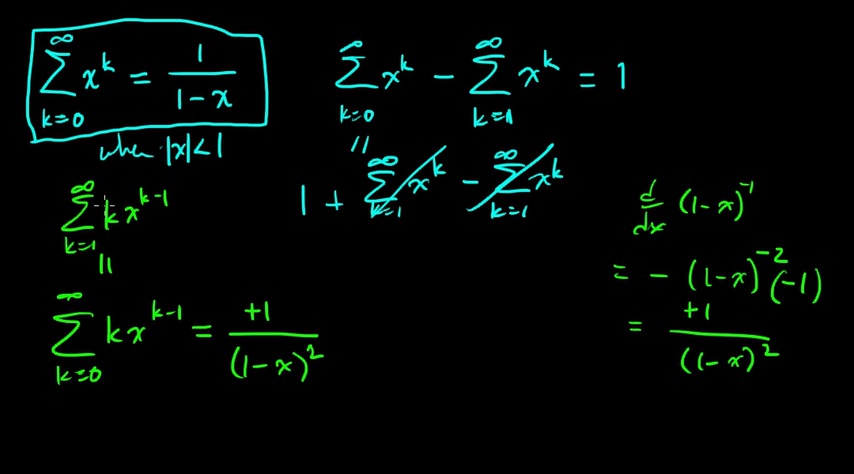 ∑_{k=0}^{∞} x^k = 1/(1-x)
when |x|<1
∑_{k=0}^{∞} x^k - ∑_{k=1}^{∞} x^k = 1
||
1 + ∑_{k=1}^{∞} x^k - ∑_{k=1}^{∞} x^k
∑_{k=1}^{∞} k x^{k-1}
||
∑_{k=0}^{∞} k x^{k-1} = +1/(1-x)^2
d/dx (1-x)^{-1}
= -(1-x)^{-2} (-1)
= +1/(1-x)^2